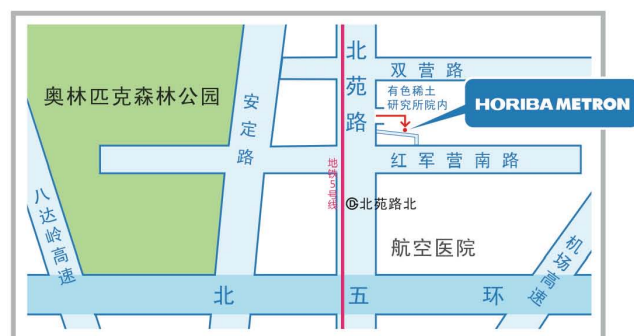 北苑路
双营路
奥林匹克森林公园
安定路
有色稀土
研究所院内
HORIBA METRON
红军营南路
地铁5号线
八达岭高速
北苑路北
航空医院
机场高速
北五环